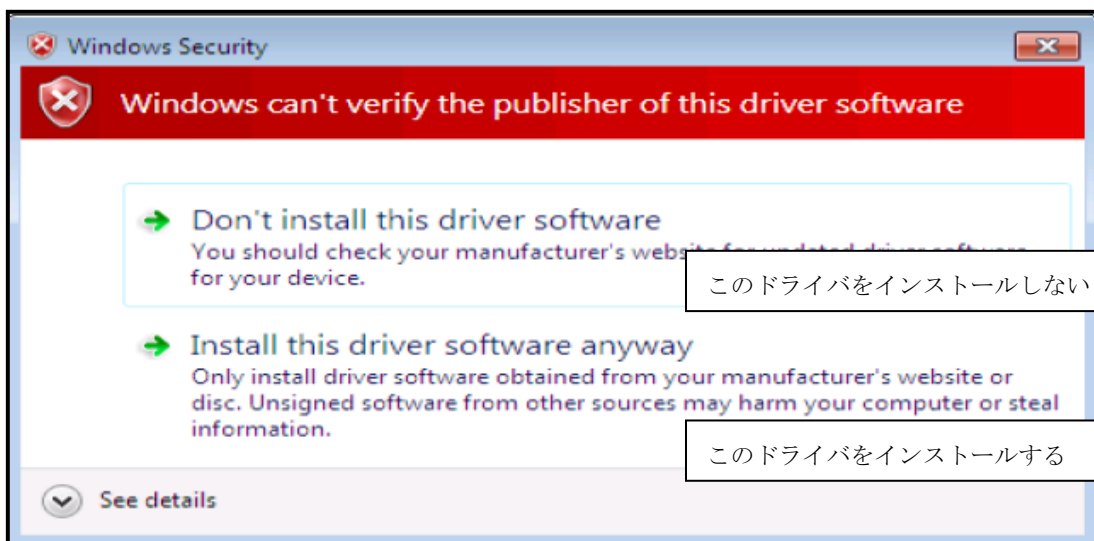 Windows Security
Windows can't verify the publisher of this driver software
Don't install this driver software
You should check your manufacturer's website for updated driver software
for your device.
このドライバをインストールしない
Install this driver software anyway
Only install driver software obtained from your manufacturer's website or
disc. Unsigned software from other sources may harm your computer or steal
information.
このドライバをインストールする
See details